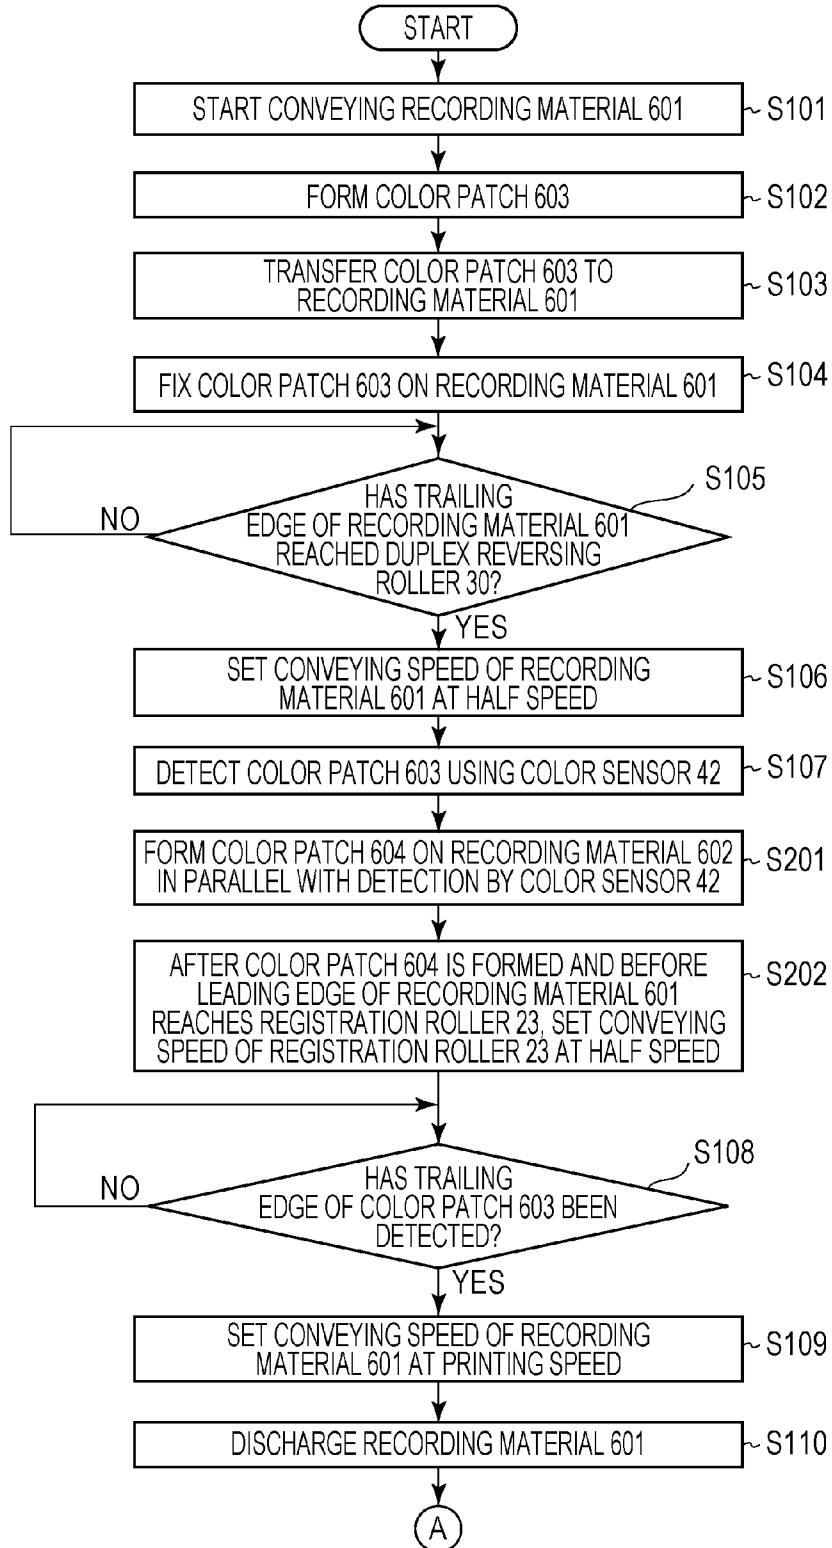 START
START CONVEYING RECORDING MATERIAL 601
S101
FORM COLOR PATCH 603
S102
TRANSFER COLOR PATCH 603 TO
RECORDING MATERIAL 601
S103
FIX COLOR PATCH 603 ON RECORDING MATERIAL 601
S104
HAS TRAILING
EDGE OF RECORDING MATERIAL 601
REACHED DUPLEX REVERSING
ROLLER 30?
S105
NO
YES
SET CONVEYING SPEED OF RECORDING
MATERIAL 601 AT HALF SPEED
S106
DETECT COLOR PATCH 603 USING COLOR SENSOR 42
S107
FORM COLOR PATCH 604 ON RECORDING MATERIAL 602
IN PARALLEL WITH DETECTION BY COLOR SENSOR 42
S201
AFTER COLOR PATCH 604 IS FORMED AND BEFORE
LEADING EDGE OF RECORDING MATERIAL 601
REACHES REGISTRATION ROLLER 23, SET CONVEYING
SPEED OF REGISTRATION ROLLER 23 AT HALF SPEED
S202
HAS TRAILING
EDGE OF COLOR PATCH 603 BEEN
DETECTED?
S108
NO
YES
SET CONVEYING SPEED OF RECORDING
MATERIAL 601 AT PRINTING SPEED
S109
DISCHARGE RECORDING MATERIAL 601
S110
A